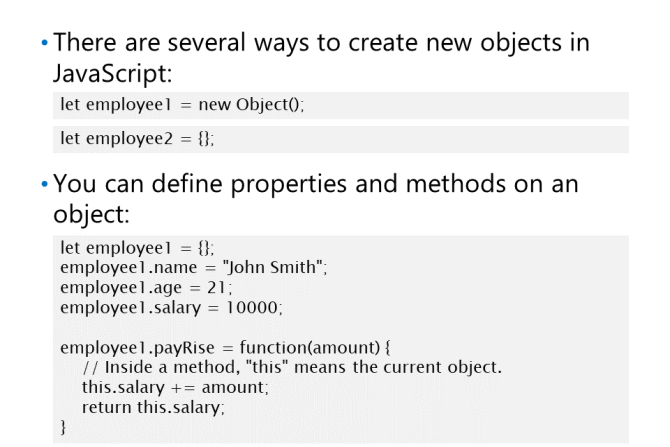 • There are several ways to create new objects in
JavaScript:
let employee1 = new Object();
let employee2 = {};
• You can define properties and methods on an
object:
let employee1 = {};
employee1.name = "John Smith";
employee1.age = 21;
employee1.salary = 10000;
employee1.payRise = function(amount) {
// Inside a method, "this" means the current object.
this.salary += amount;
return this.salary;
}